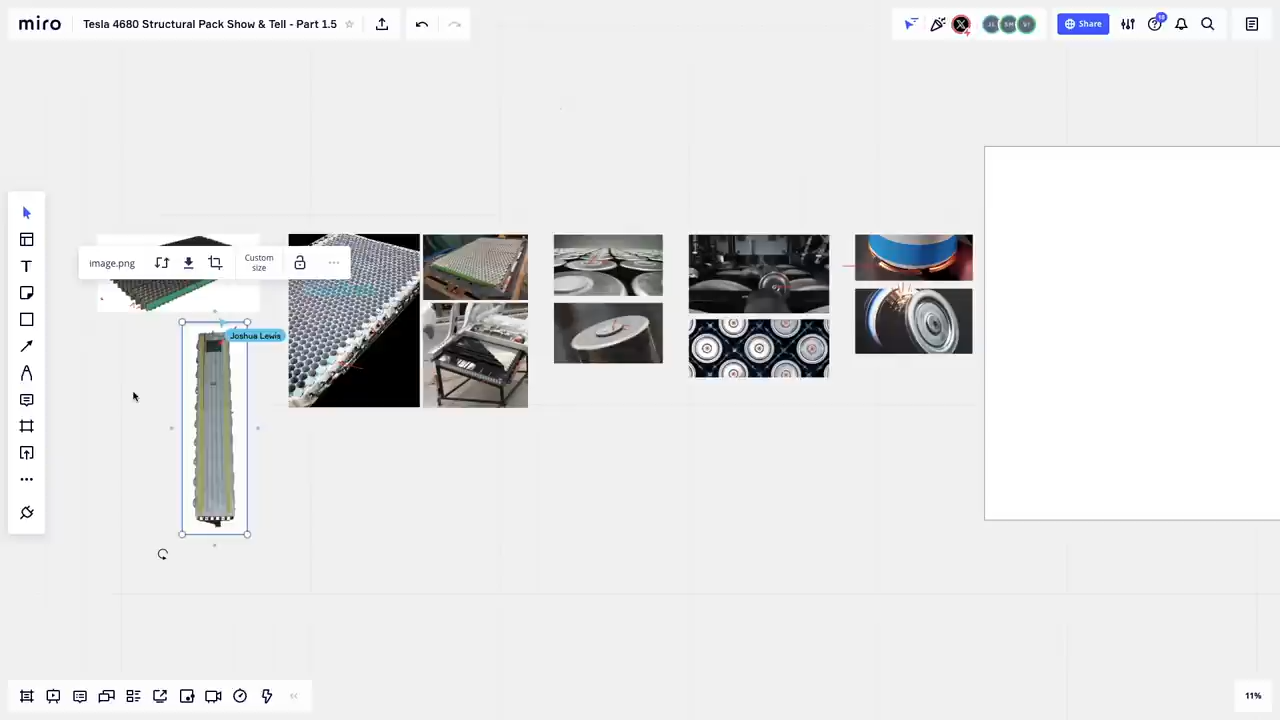 miro
Tesla 4680 Structural Pack Show & Tell - Part 1.5
Share
image.png
Custom
size
Joshua Lewis
11%